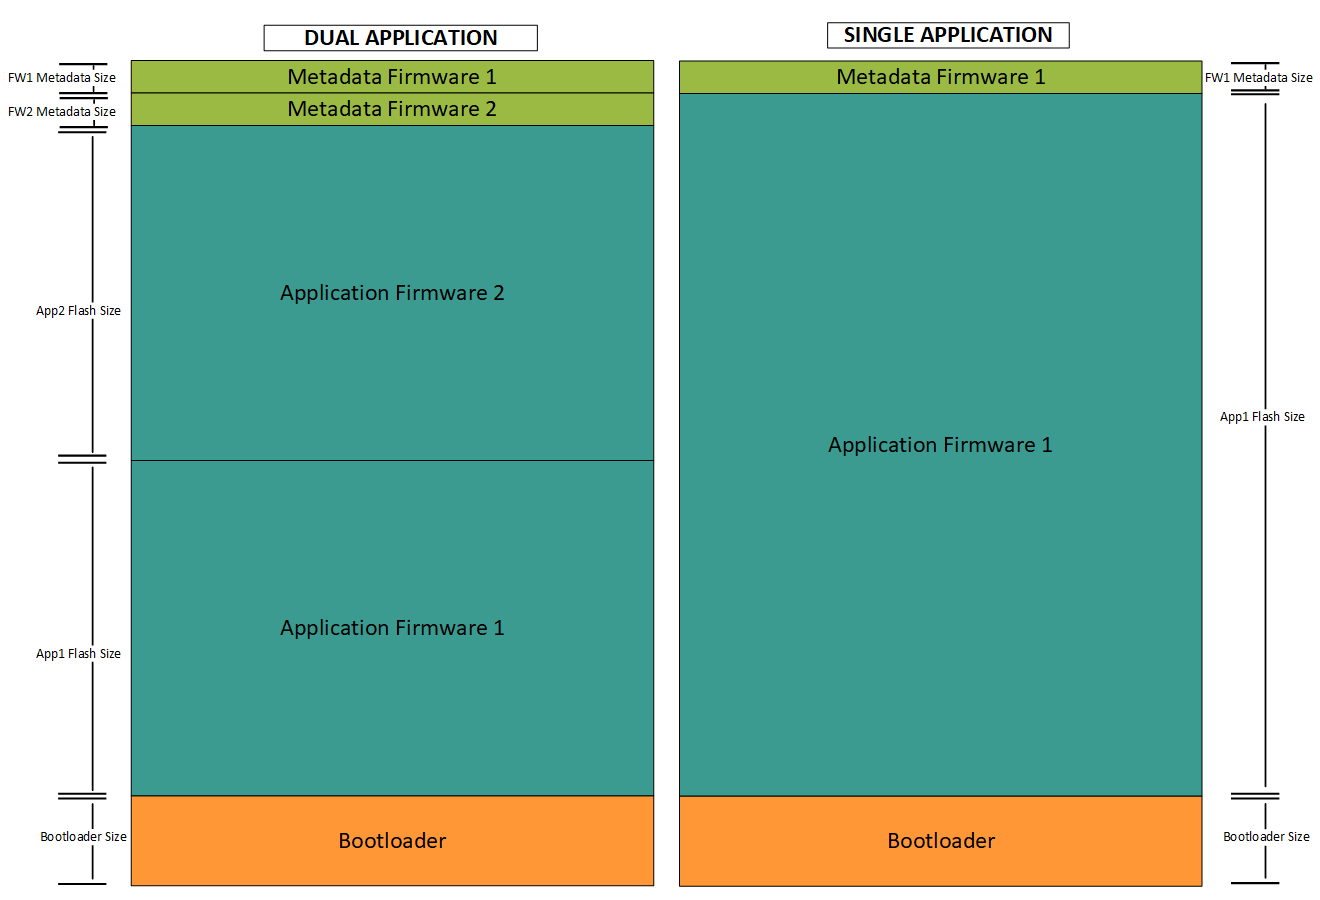 DUAL APPLICATION
FW1 Metadata Size
Metadata Firmware 1
FW2 Metadata Size
Metadata Firmware 2
App2 Flash Size
Application Firmware 2
App1 Flash Size
Application Firmware 1
Bootloader Size
Bootloader
SINGLE APPLICATION
Metadata Firmware 1
FW1 Metadata Size
Application Firmware 1
App1 Flash Size
Bootloader
Bootloader Size